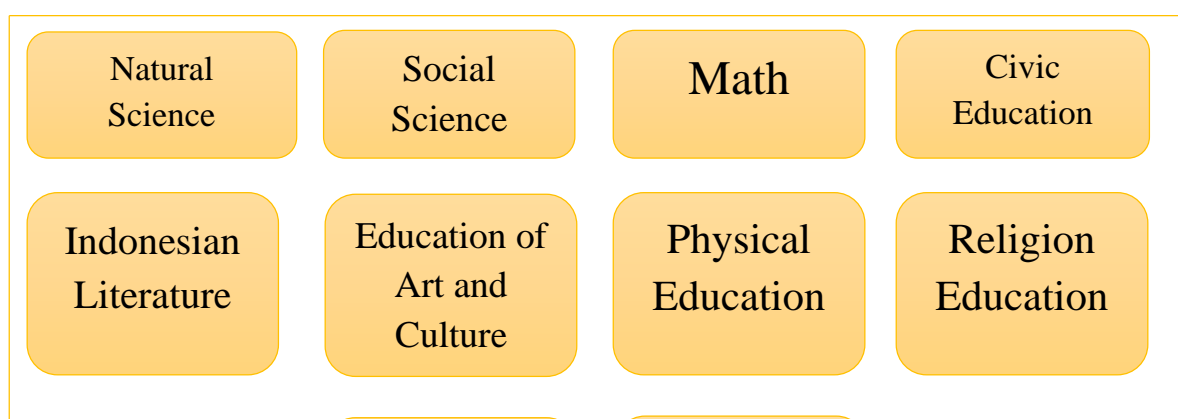 Natural
Science
Social
Science
Math
Civic
Education
Indonesian
Literature
Education of
Art and
Culture
Physical
Education
Religion
Education